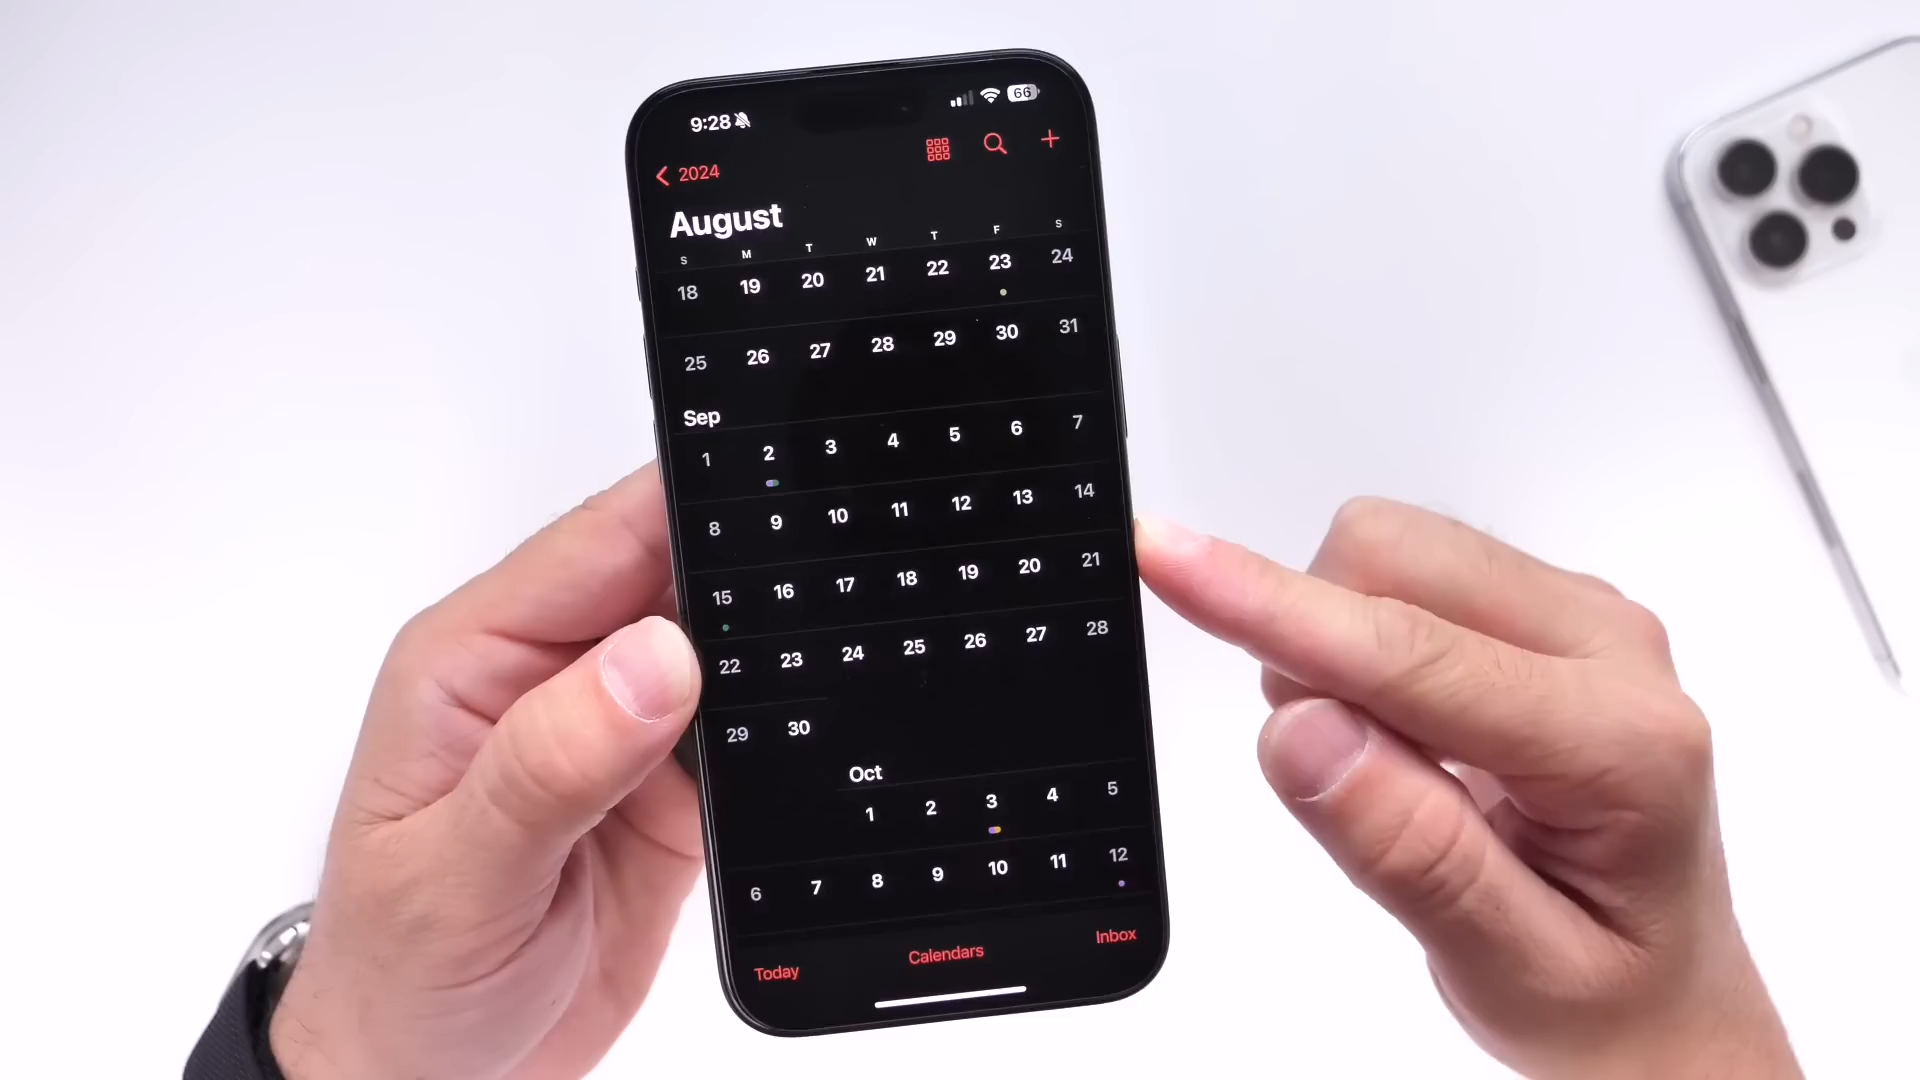 9:28 66
2024
August
S M T W T F S
18 19 20 21 22 23 24
25 26 27 28 29 30 31
Sep
1 2 3 4 5 6 7
8 9 10 11 12 13 14
15 16 17 18 19 20 21
22 23 24 25 26 27 28
29 30
Oct
1 2 3 4 5
6 7 8 9 10 11 12
Today Calendars Inbox